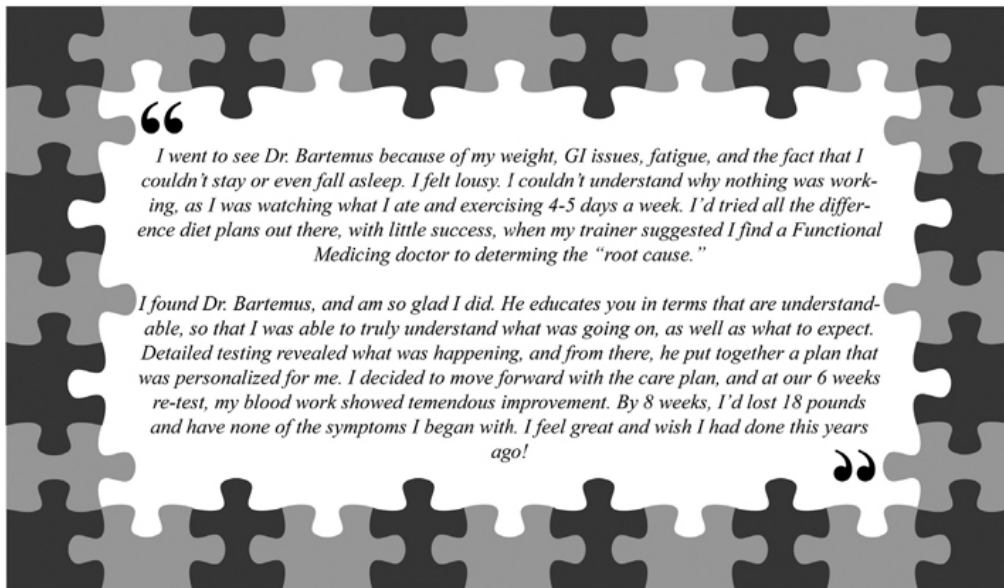 “
I went to see Dr. Bartemus because of my weight, GI issues, fatigue, and the fact that I
couldn’t stay or even fall asleep. I felt lousy. I couldn’t understand why nothing was work-
ing, as I was watching what I ate and exercising 4-5 days a week. I’d tried all the differ-
ence diet plans out there, with little success, when my trainer suggested I find a Functional
Medicing doctor to determing the “root cause.”
I found Dr. Bartemus, and am so glad I did. He educates you in terms that are understand-
able, so that I was able to truly understand what was going on, as well as what to expect.
Detailed testing revealed what was happening, and from there, he put together a plan that
was personalized for me. I decided to move forward with the care plan, and at our 6 weeks
re-test, my blood work showed temendous improvement. By 8 weeks, I’d lost 18 pounds
and have none of the symptoms I began with. I feel great and wish I had done this years
ago!
”